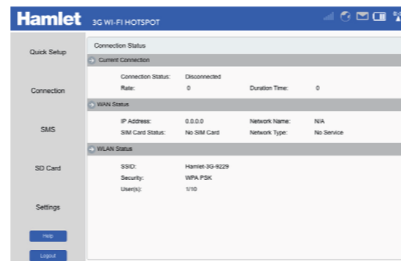 Hamlet 3G WI-FI HOTSPOT
Quick Setup
Connection
SMS
SD Card
Settings
Help
Logout
Connection Status
Current Connection
Connection Status: Disconnected
Rate: 0 Duration Time: 0
WAN Status
IP Address: 0.0.0.0 Network Name: N/A
SIM Card Status: No SIM Card Network Type: No Service
WLAN Status
SSID: Hamlet-3G-9229
Security: WPA PSK
User(s): 1/10